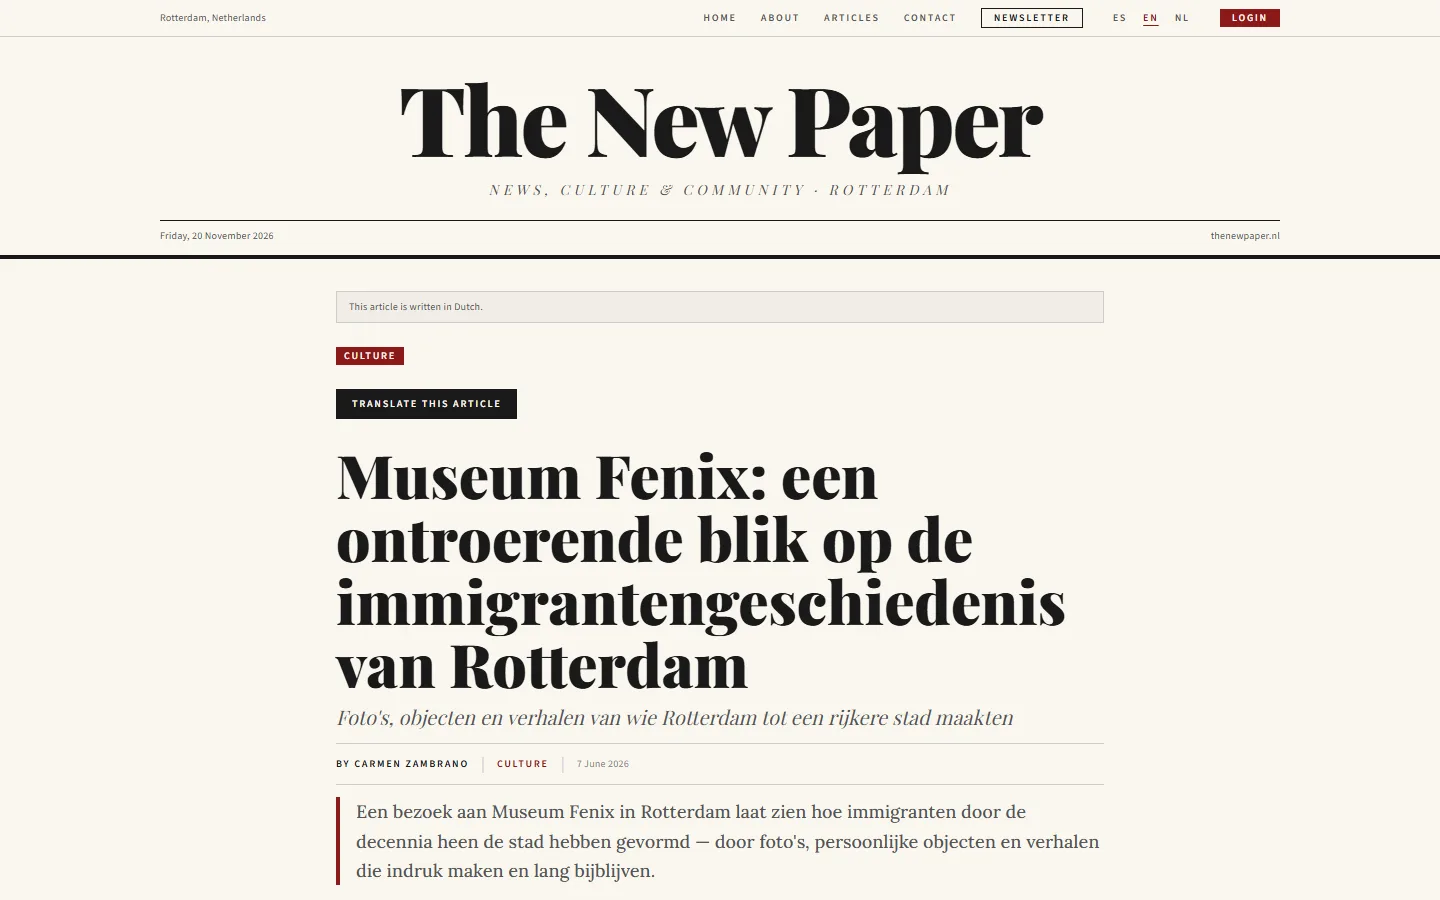 Rotterdam, Netherlands
HOME ABOUT ARTICLES CONTACT NEWSLETTER ES EN NL LOGIN
The New Paper
NEWS, CULTURE & COMMUNITY · ROTTERDAM
Friday, 20 November 2026
thenewpaper.nl
This article is written in Dutch.
CULTURE
TRANSLATE THIS ARTICLE
Museum Fenix: een
ontroerende blik op de
immigrantengeschiedenis
van Rotterdam
Foto's, objecten en verhalen van wie Rotterdam tot een rijkere stad maakten
BY CARMEN ZAMBRANO CULTURE 7 June 2026
Een bezoek aan Museum Fenix in Rotterdam laat zien hoe immigranten door de
decennia heen de stad hebben gevormd — door foto's, persoonlijke objecten en verhalen
die indruk maken en lang bijblijven.